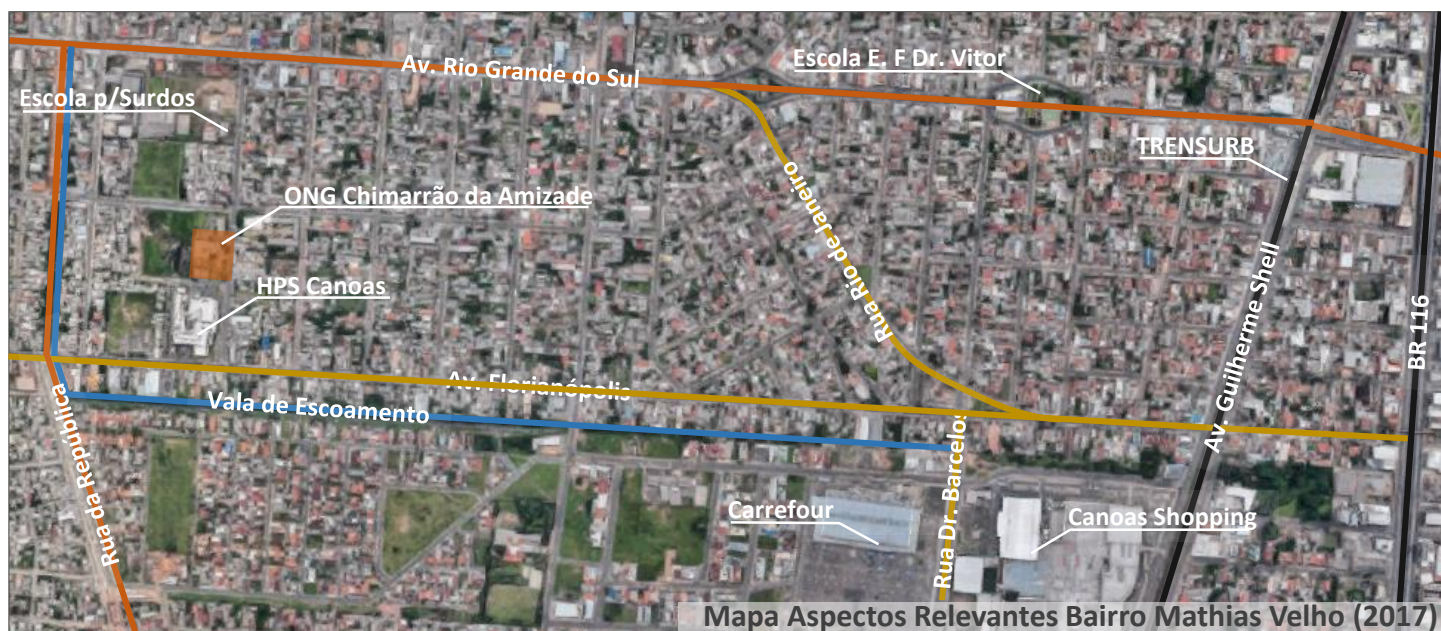 Av. Rio Grande do Sul
Escola E. F Dr. Vitor
Escola p/Surdos
TRENSURB
ONG Chimarrão da Amizade
Rua Rio de Janeiro
HPS Canoas
Av. Guilherme Shell
BR 116
Av. Florianópolis
Vala de Escoamento
Rua da República
Rua Dr. Barcelos
Carrefour
Canoas Shopping
Mapa Aspectos Relevantes Bairro Mathias Velho (2017)